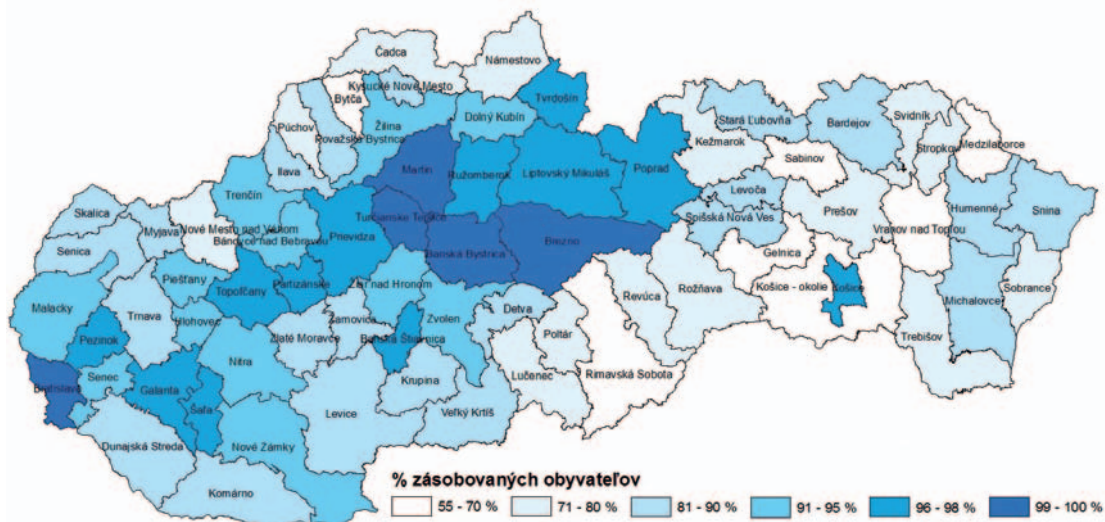 Čadca
Námestovo
Kysucké Nové Mesto
Bytča
Tvrdošín
Dolný Kubín
Žilina
Púchov
Považská Bystrica
Stará Ľubovňa
Bardejov
Svidník
Stropkov
Medzilaborce
Kežmarok
Sabinov
Ilava
Martin
Ružomberok
Liptovský Mikuláš
Poprad
Levoča
Trenčín
Prešov
Humenné
Snina
Skalica
Turčianske Teplice
Spišská Nová Ves
Myjava
Nové Mesto nad Váhom
Vranov nad Topľou
Bánovce nad Bebravou
Prievidza
Senica
Banská Bystrica
Brezno
Gelnica
Piešťany
Topoľčany
Partizánske
Žiar nad Hronom
Revúca
Rožňava
Košice - okolie
Košice
Sobrance
Malacky
Michalovce
Trnava
Hlohovec
Žarnovica
Zvolen
Detva
Poltár
Pezinok
Zlaté Moravce
Banská Štiavnica
Trebišov
Nitra
Senec
Krupina
Lučenec
Rimavská Sobota
Bratislava
Galanta
Šaľa
Levice
Veľký Krtíš
Dunajská Streda
Nové Zámky
Komárno
% zásobovaných obyvateľov
55 - 70 % 71 - 80 % 81 - 90 % 91 - 95 % 96 - 98 % 99 - 100 %